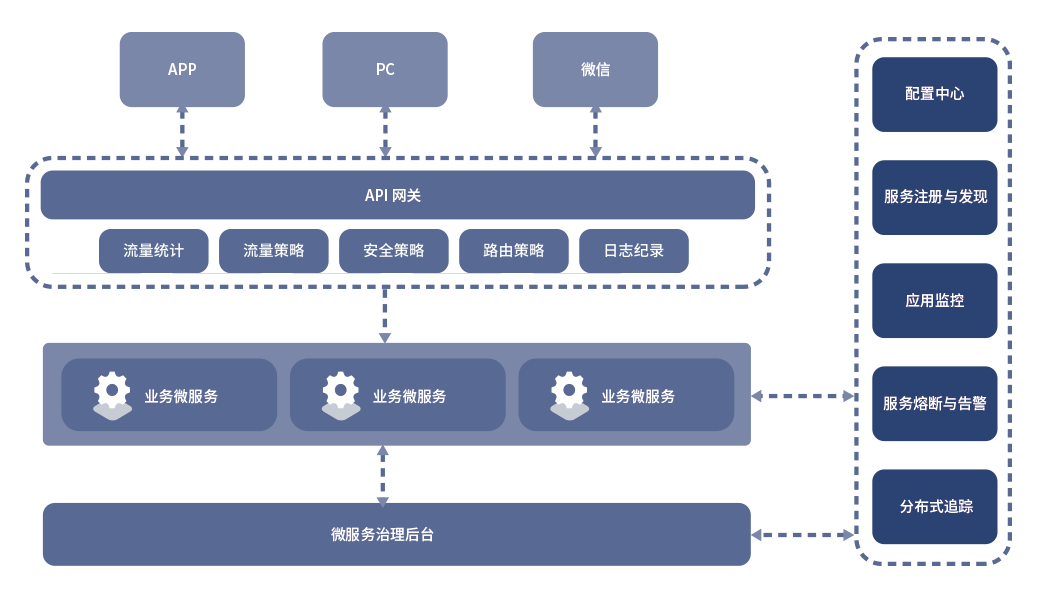 APP
PC
微信
API 网关
流量统计
流量策略
安全策略
路由策略
日志纪录
业务微服务
业务微服务
业务微服务
微服务治理后台
配置中心
服务注册与发现
应用监控
服务熔断与告警
分布式追踪